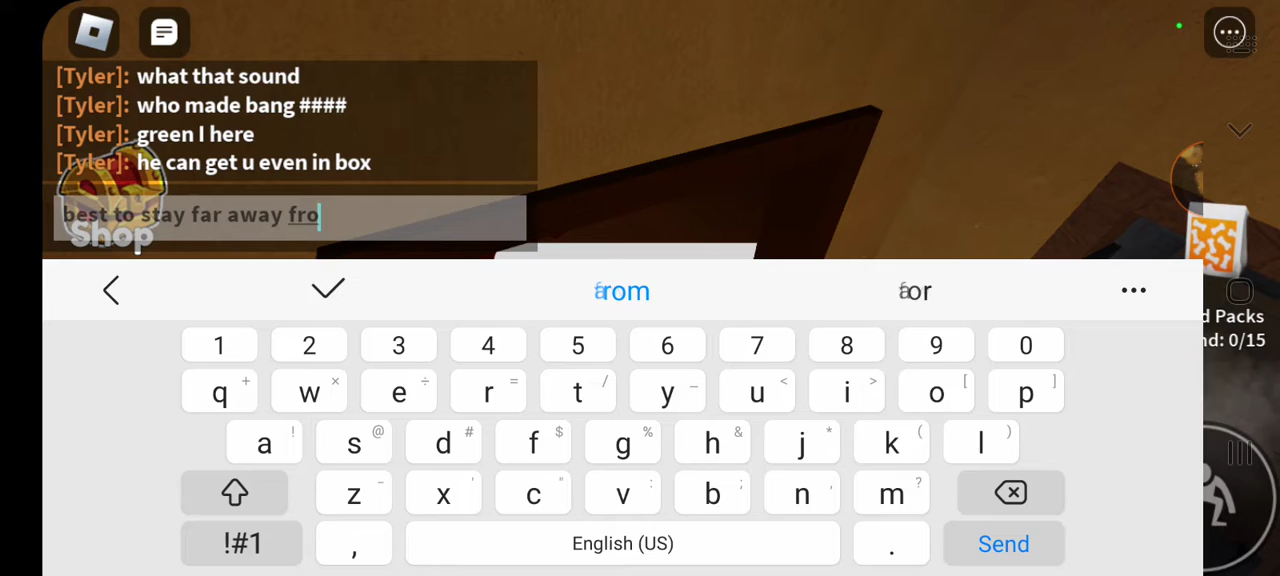 [Tyler]: what that sound
[Tyler]: who made bang ####
[Tyler]: green I here
[Tyler]: he can get u even in box
best to stay far away fro
Shop
from
for
d Packs
nd: 0/15
1 2 3 4 5 6 7 8 9 0
q + w × e ÷ r = t / y _ u < i > o [ p ]
a ! s @ d # f $ g % h & j * k ( l )
z - x ' c " v : b ; n , m ?
!#1 , English (US) . Send